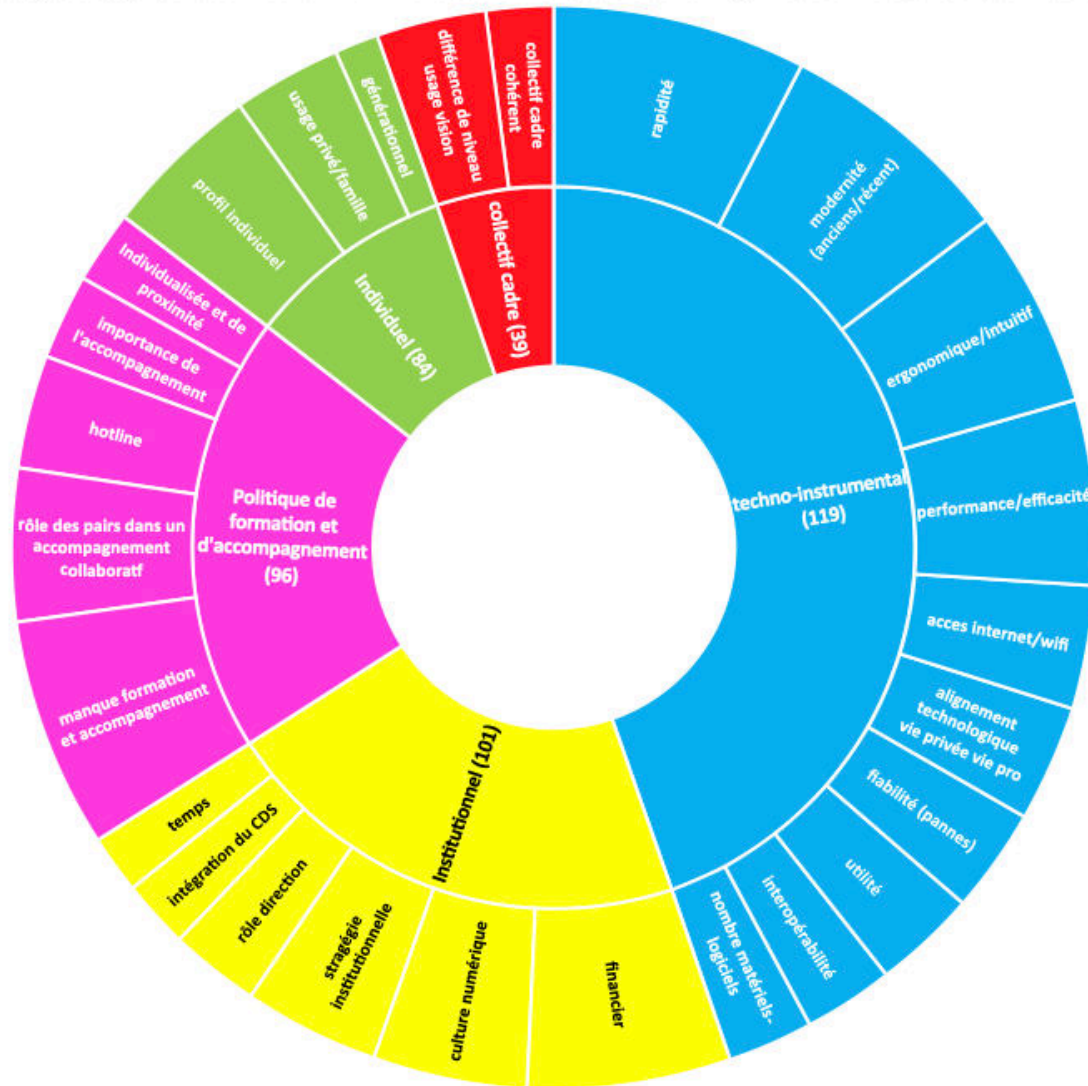 rapidité
modernité
(anciens/récent)
ergonomique/intuitif
performance/efficacité
acces internet/wifi
alignement
technologique
vie privée vie pro
fiabilité (pannes)
utilité
interopérabilité
nombre matériels-
logiciels
techno-instrumental
(119)
financier
culture numérique
stragégie
institutionnelle
rôle direction
intégration du CDS
temps
Institutionnel (101)
manque formation
et accompagnement
rôle des pairs dans un
accompagnement
collaboratf
hotline
importance de
l'accompagnement
Individualisée et de
proximité
Politique de
formation et
d'accompagnement
(96)
profil individuel
usage privé/famille
générationnel
Individuel (84)
différence de niveau
usage vision
collectif cadre
cohérent
collectif cadre (39)